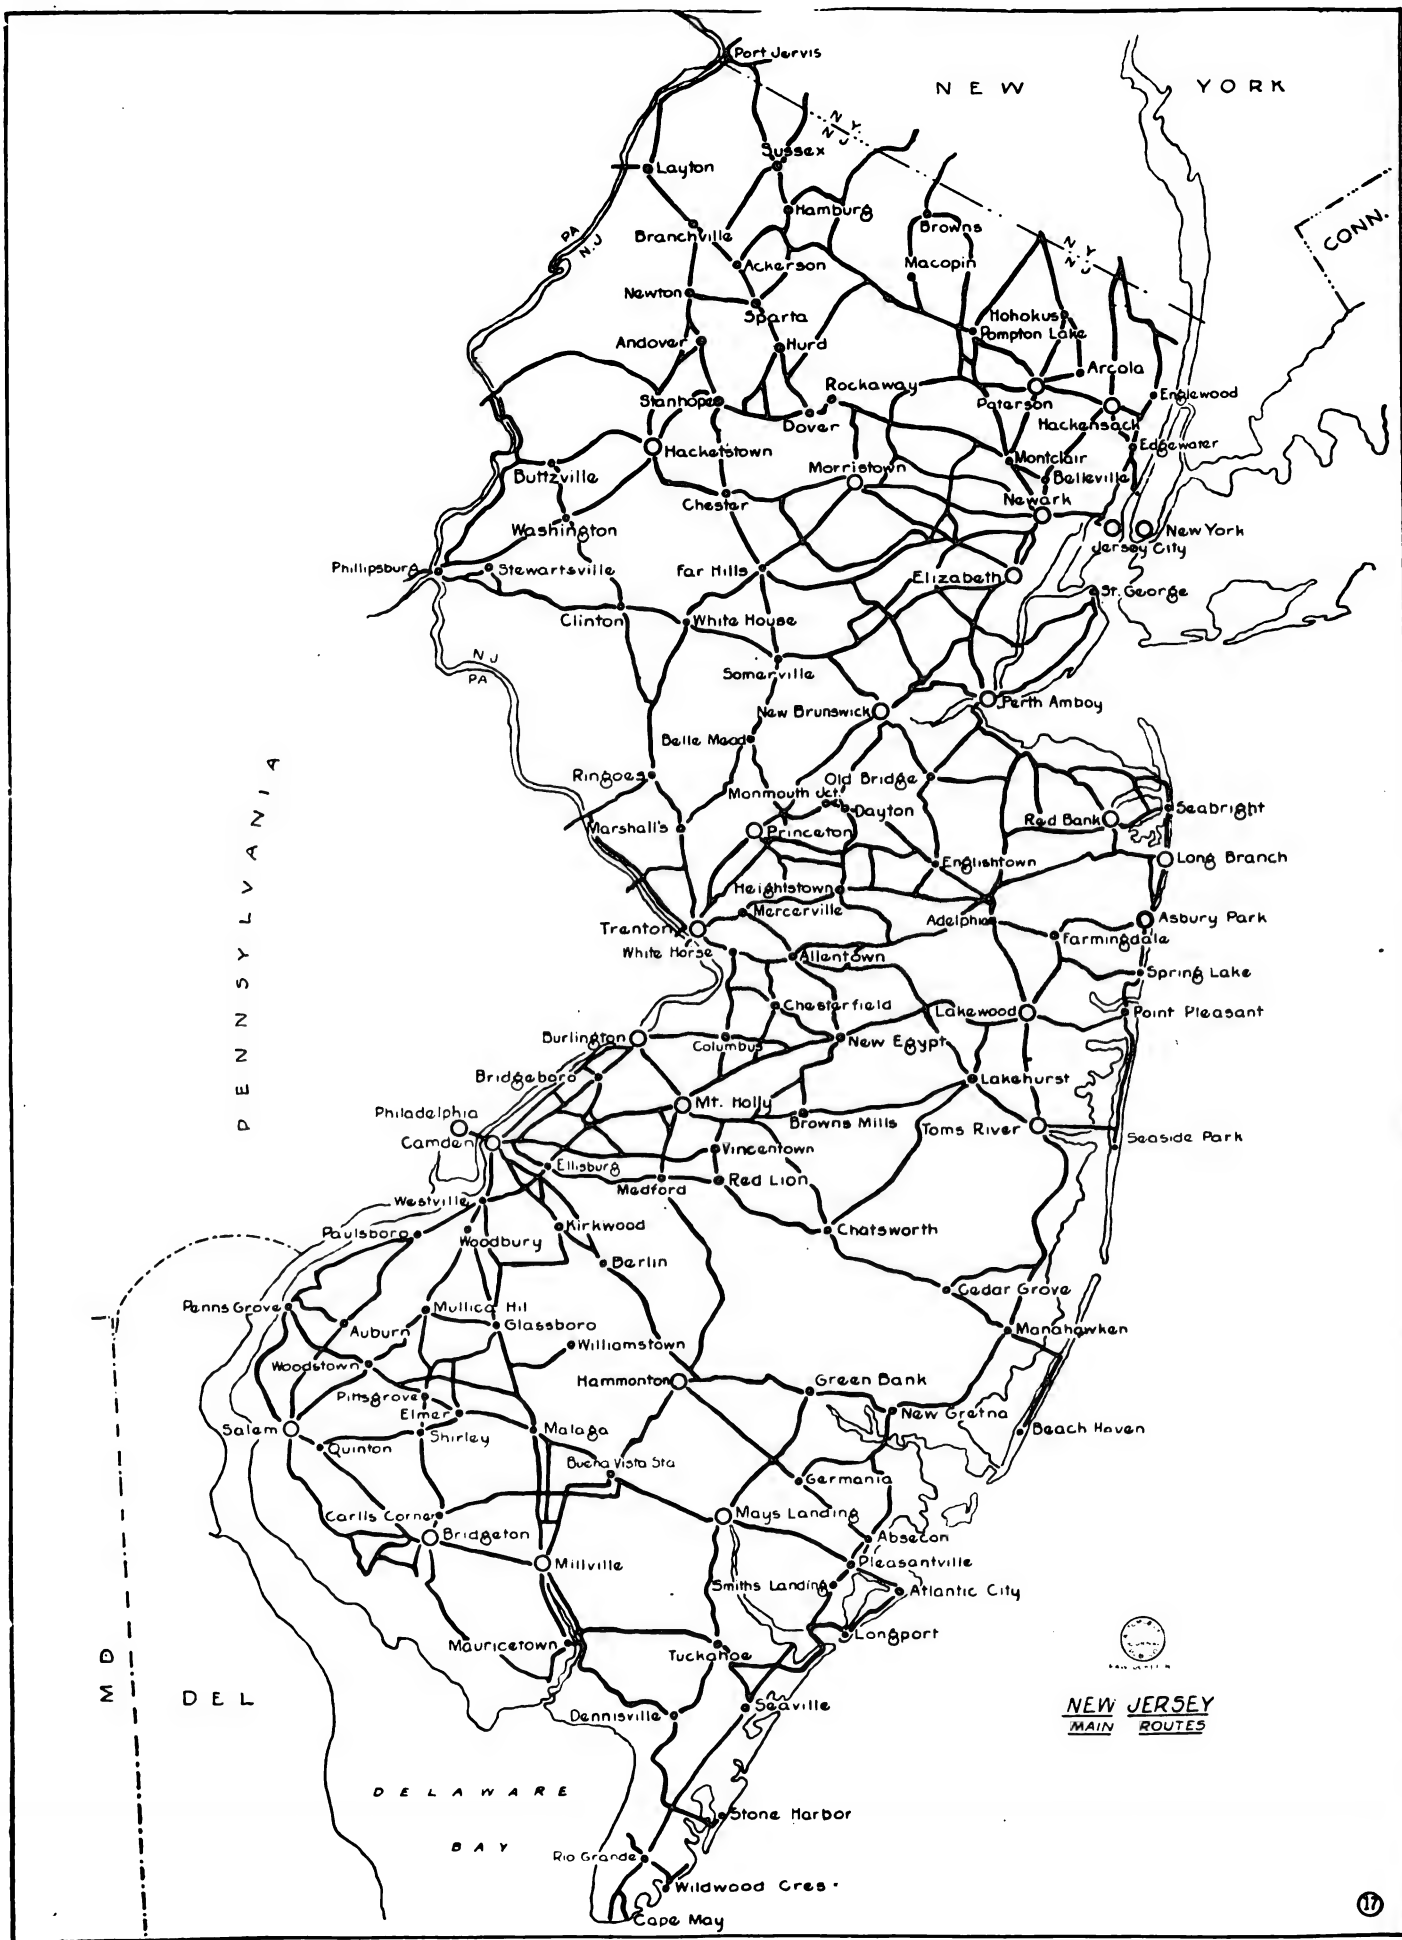 Port Jervis
NEW YORK
N Y
N J
Sussex
Layton
Hamburg
CONN.
Browns
Branchville
PA
N.J
N Y
N J
Ackerson
Macopin
Newton
Sparta
Hohokus
Pompton Lake
Andover
Hurd
Arcola
Rockaway
Englewood
Stanhope
Paterson
Dover
Hackensack
Edgewater
Hacketstown
Montclair
Morristown
Buttzville
Belleville
Chester
Newark
Washington
New York
Jersey City
Phillipsburg
Stewartsville
Far Hills
Elizabeth
St. George
Clinton
White House
N J
PA
Somerville
New Brunswick
Perth Amboy
Belle Mead
Ringoes
Old Bridge
Monmouth Jct.
Dayton
Seabright
Red Bank
Marshall's
Princeton
PENNSYLVANIA
Englishtown
Long Branch
Heightstown
Mercerville
Adelphia
Asbury Park
Trenton
Farmingdale
White Horse
Allentown
Spring Lake
Chesterfield
Lakewood
Point Pleasant
Burlington
Columbus
New Egypt
Bridgeboro
Lakehurst
Mt. Holly
Philadelphia
Browns Mills
Toms River
Camden
Seaside Park
Vincentown
Ellisburg
Medford
Red Lion
Westville
Kirkwood
Chatsworth
Paulsboro
Woodbury
Berlin
Cedar Grove
Penns Grove
Mullica Hil
Glassboro
Auburn
Manahawken
Williamstown
Woodstown
Hammonton
Green Bank
Pittsgrove
Elmer
New Gretna
Salem
Shirley
Malaga
Beach Haven
Quinton
Buena Vista Sta
Germania
Carlls Corner
Mays Landing
Bridgeton
Absecon
Millville
Pleasantville
Smiths Landing
Atlantic City
Mauricetown
Longport
Tuckahoe
MD
DEL
Seaville
Dennisville
NEW JERSEY
MAIN ROUTES
DELAWARE
BAY
Stone Harbor
Rio Grande
Wildwood Cres.
Cape May
17